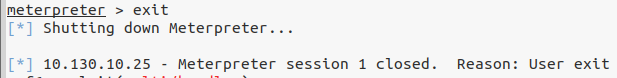 meterpreter > exit
[*] Shutting down Meterpreter...
[*] 10.130.10.25 - Meterpreter session 1 closed.  Reason: User exit